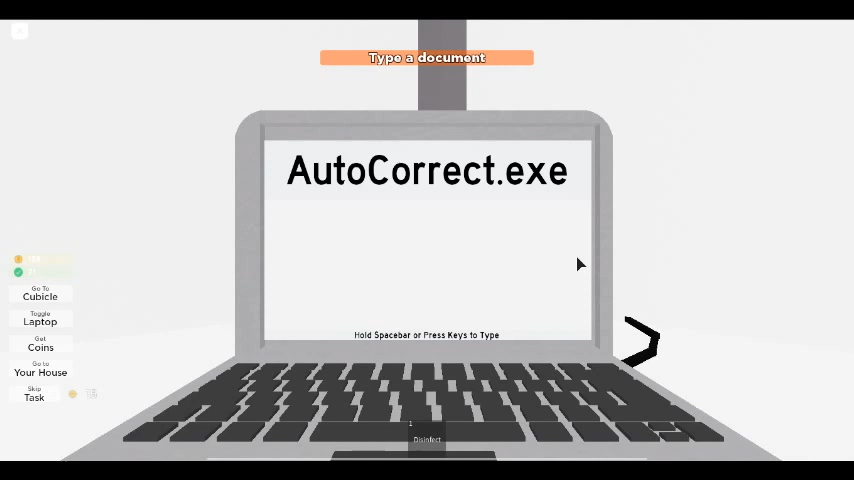 Type a document
AutoCorrect.exe
Hold Spacebar or Press Keys to Type
Go To
Cubicle
Toggle
Laptop
Get
Coins
Go to
Your House
Skip
Task
1
Disinfect